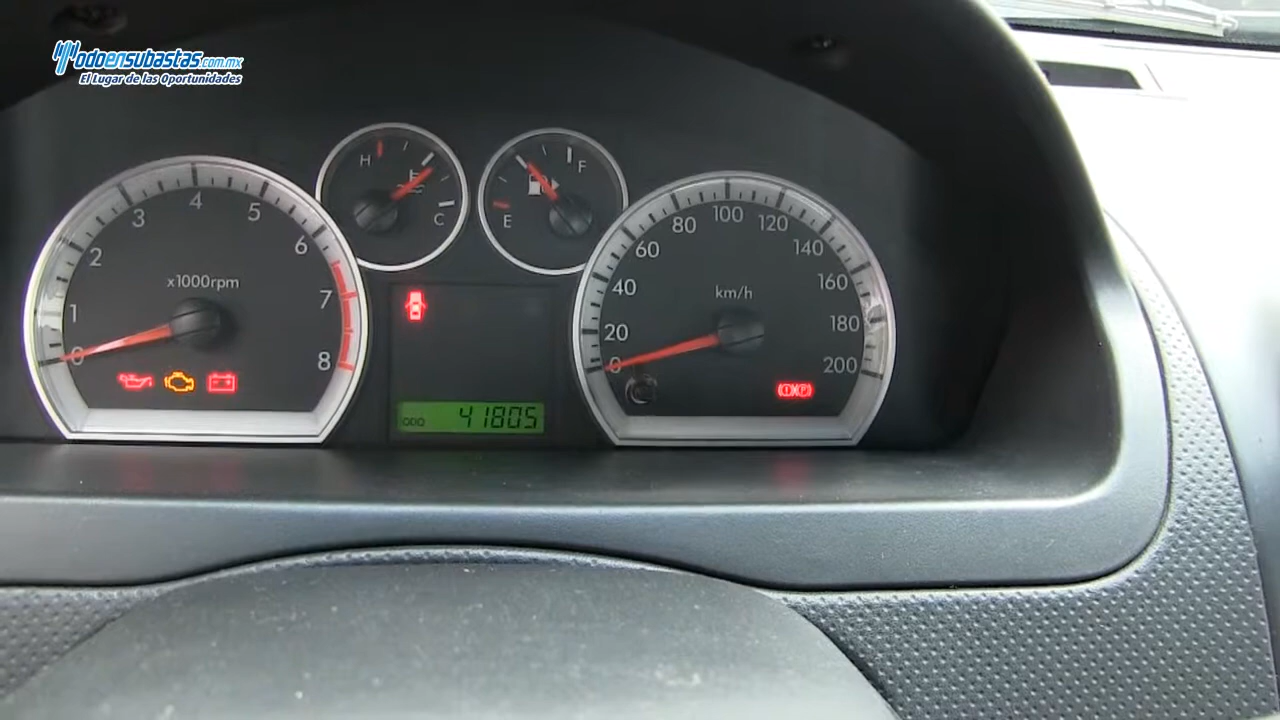 Todoensubastas.com.mx
El Lugar de las Oportunidades
H
C
F
E
0
1
2
3
4
5
6
7
8
x1000rpm
0
20
40
60
80
100
120
140
160
180
200
km/h
ODO 41805